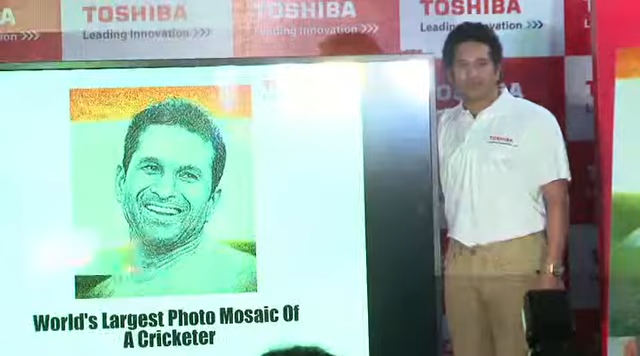 TOSHIBA
Leading Innovation >>>
TOSHIBA
Leading Innovation >>>
TOSHIBA
Leading Innovation >>>
World's Largest Photo Mosaic Of
A Cricketer
TOSHIBA